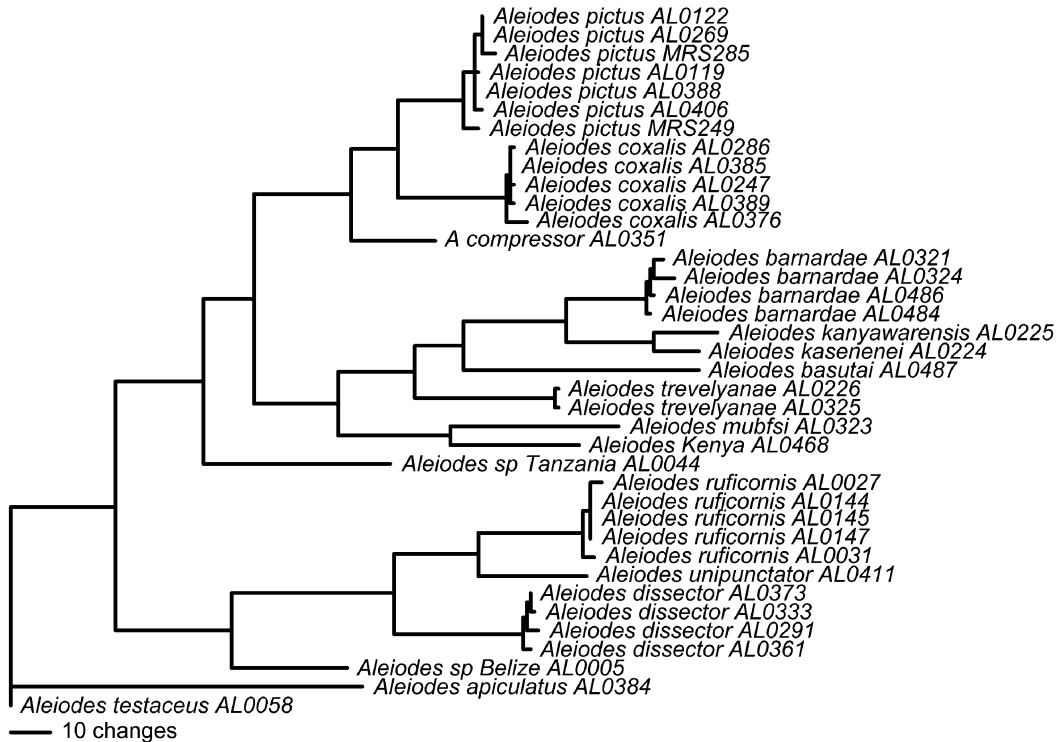 Aleiodes pictus AL0122
Aleiodes pictus AL0269
Aleiodes pictus MRS285
Aleiodes pictus AL0119
Aleiodes pictus AL0388
Aleiodes pictus AL0406
Aleiodes pictus MRS249
Aleiodes coxalis AL0286
Aleiodes coxalis AL0385
Aleiodes coxalis AL0247
Aleiodes coxalis AL0389
Aleiodes coxalis AL0376
A compressor AL0351
Aleiodes barnardae AL0321
Aleiodes barnardae AL0324
Aleiodes barnardae AL0486
Aleiodes barnardae AL0484
Aleiodes kanyawarensis AL0225
Aleiodes kasenenei AL0224
Aleiodes basutai AL0487
Aleiodes trevelyanae AL0226
Aleiodes trevelyanae AL0325
Aleiodes mubfsi AL0323
Aleiodes Kenya AL0468
Aleiodes sp Tanzania AL0044
Aleiodes ruficornis AL0027
Aleiodes ruficornis AL0144
Aleiodes ruficornis AL0145
Aleiodes ruficornis AL0147
Aleiodes ruficornis AL0031
Aleiodes unipunctator AL0411
Aleiodes dissector AL0373
Aleiodes dissector AL0333
Aleiodes dissector AL0291
Aleiodes dissector AL0361
Aleiodes sp Belize AL0005
Aleiodes apiculatus AL0384
Aleiodes testaceus AL0058
10 changes